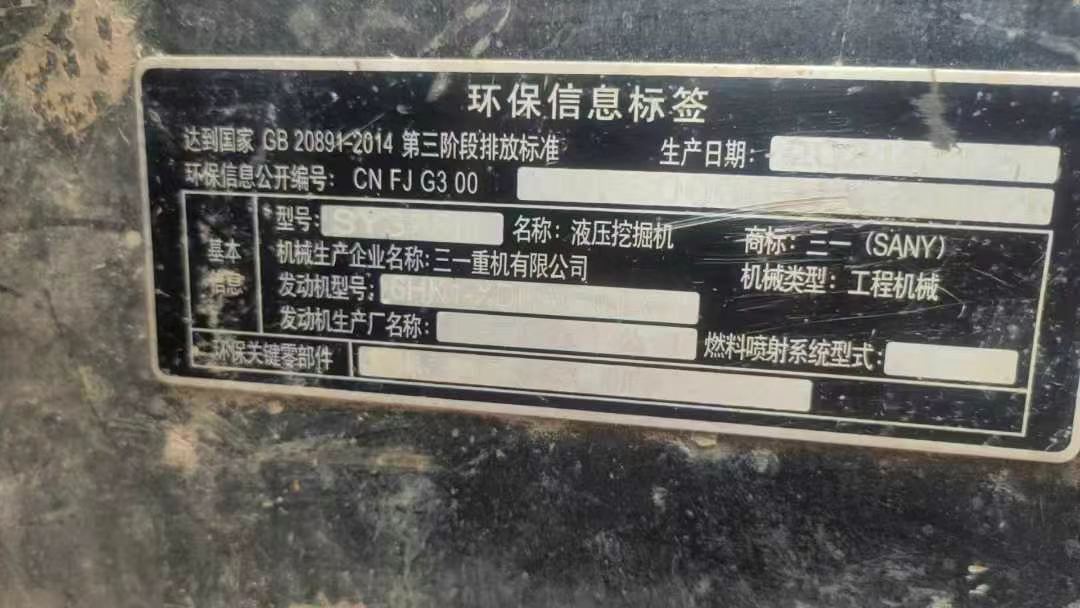 环保信息标签
达到国家 GB 20891-2014 第三阶段排放标准 生产日期:
环保信息公开编号: CN FJ G3 00
基本信息
型号: SY 名称: 液压挖掘机 商标: 三一 (SANY)
机械生产企业名称: 三一重机有限公司 机械类型: 工程机械
发动机型号:
发动机生产厂名称: 燃料喷射系统型式:
环保关键零部件